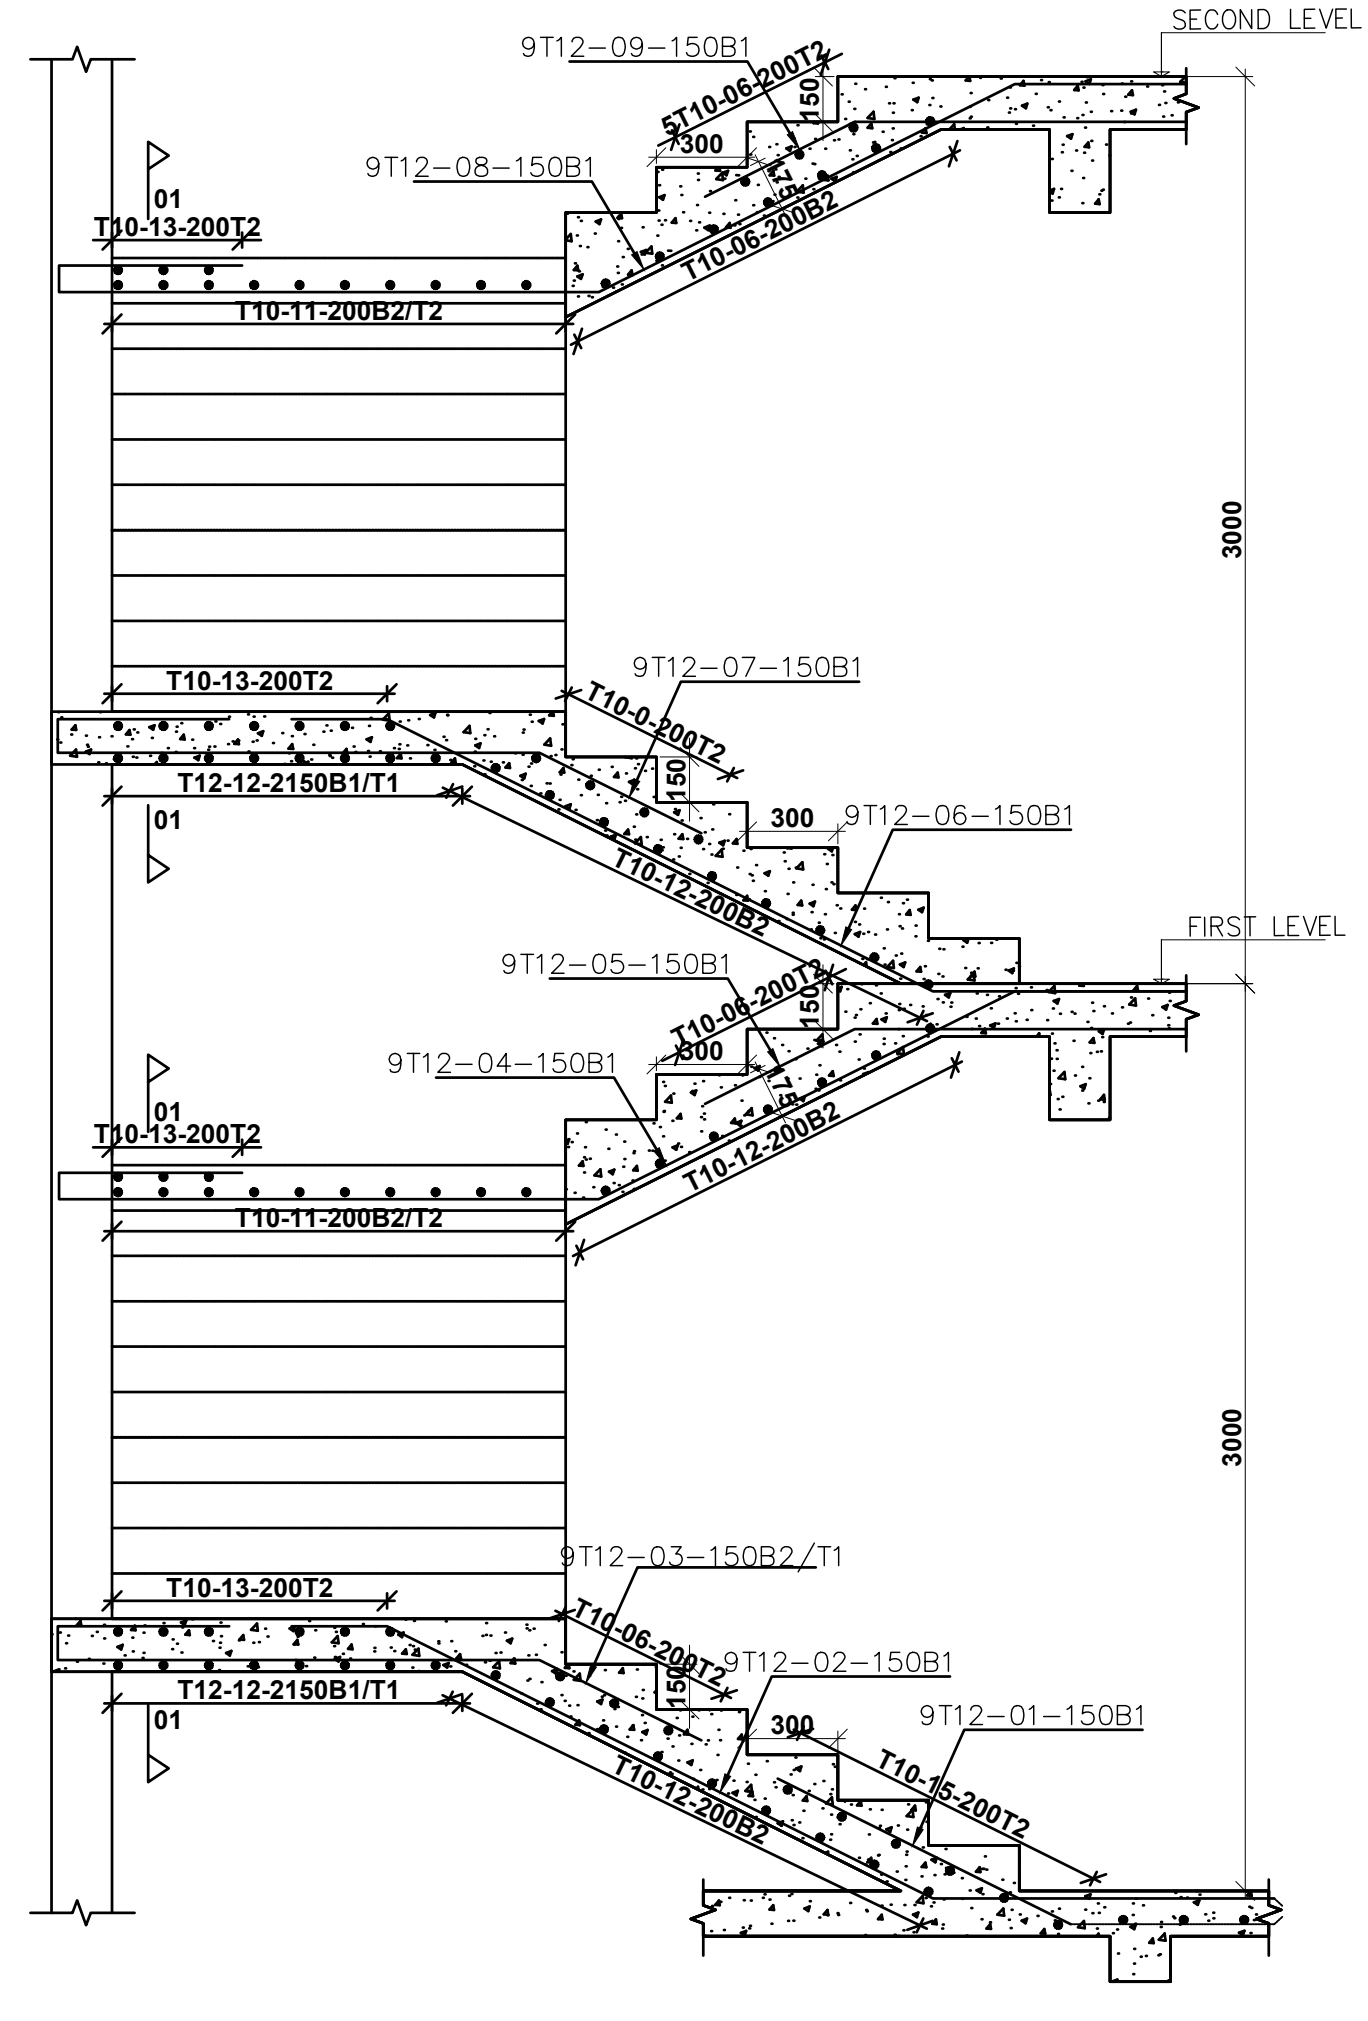 SECOND LEVEL
9T12-09-150B1
5T10-06-200T2
150
300
9T12-08-150B1
175
01
T10-13-200T2
T10-06-200B2
T10-11-200B2/T2
3000
9T12-07-150B1
T10-13-200T2
T10-0-200T2
150
T12-12-2150B1/T1
01
300
9T12-06-150B1
T10-12-200B2
FIRST LEVEL
9T12-05-150B1
T10-06-200T2
150
300
9T12-04-150B1
175
01
T10-13-200T2
T10-12-200B2
T10-11-200B2/T2
3000
9T12-03-150B2/T1
T10-13-200T2
T10-06-200T2
150
9T12-02-150B1
T12-12-2150B1/T1
01
300
9T12-01-150B1
T10-15-200T2
T10-12-200B2